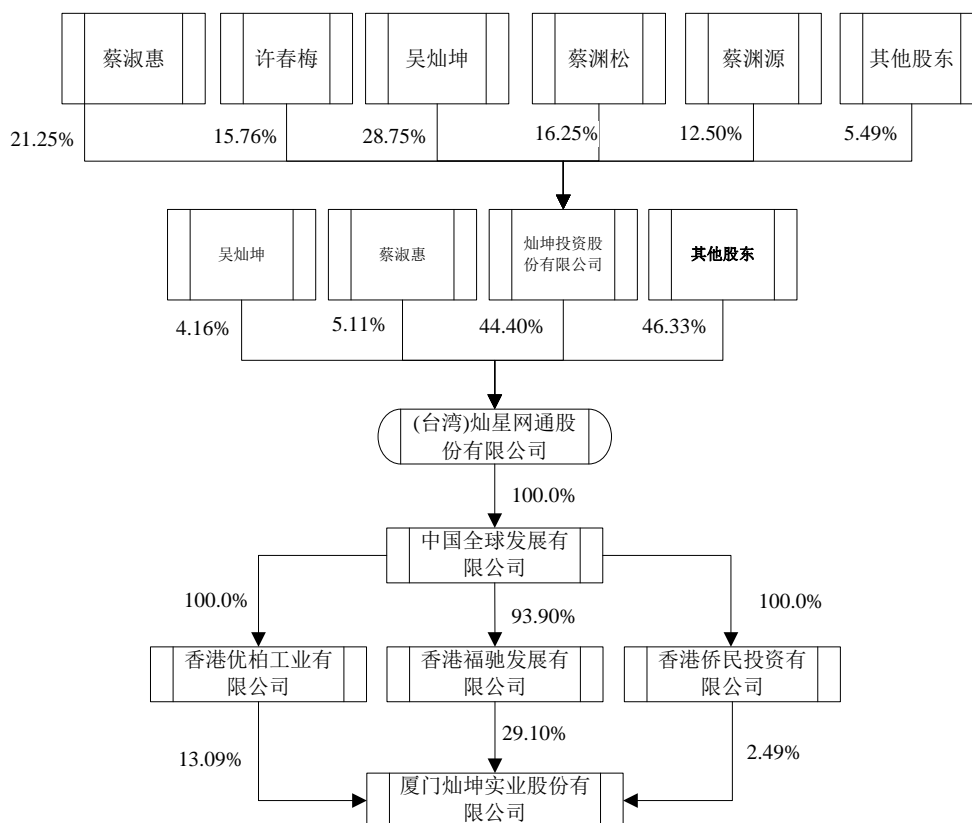 蔡淑惠
许春梅
吴灿坤
蔡渊松
蔡渊源
其他股东
21.25%
15.76%
28.75%
16.25%
12.50%
5.49%
吴灿坤
蔡淑惠
灿坤投资股
份有限公司
其他股东
4.16%
5.11%
44.40%
46.33%
(台湾)灿星网通股
份有限公司
100.0%
中国全球发展有
限公司
100.0%
93.90%
100.0%
香港优柏工业有
限公司
香港福驰发展有
限公司
香港侨民投资有
限公司
13.09%
29.10%
2.49%
厦门灿坤实业股份有
限公司